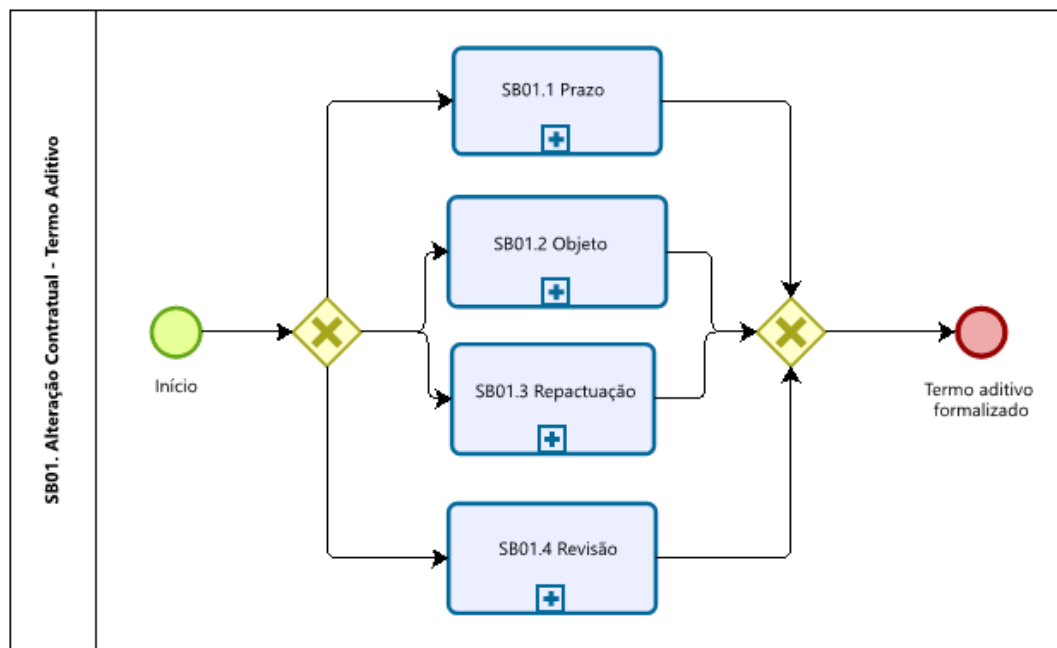 SB01. Alteração Contratual - Termo Aditivo
Início
SB01.1 Prazo
SB01.2 Objeto
SB01.3 Repactuação
SB01.4 Revisão
Termo aditivo
formalizado